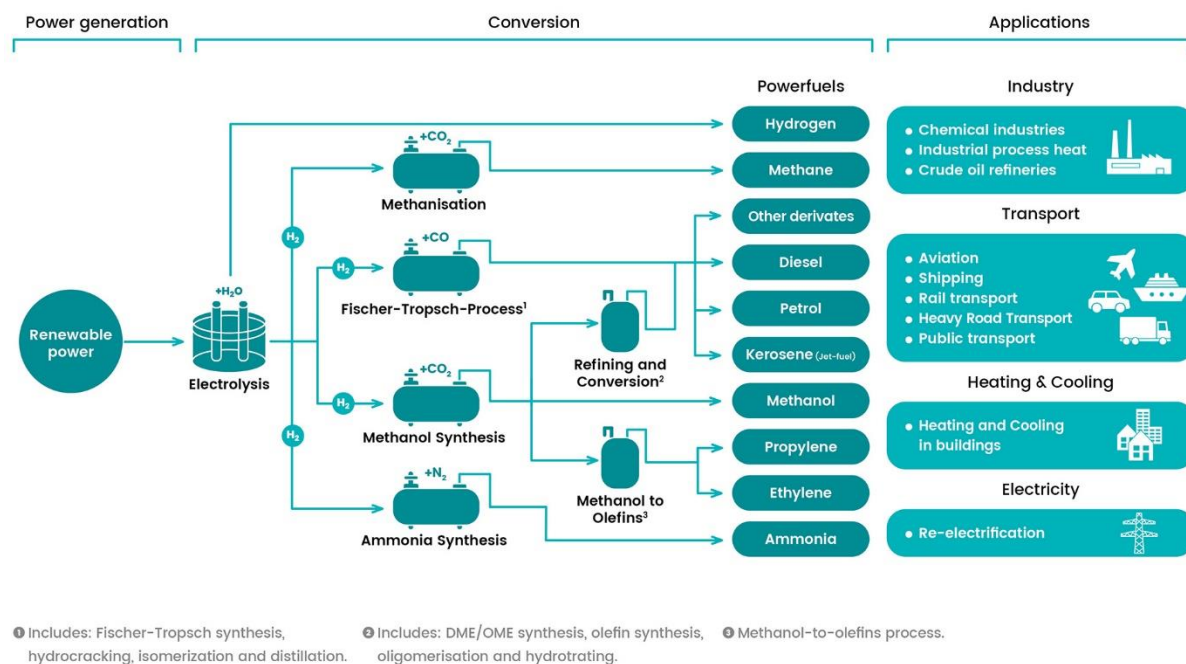 Power generation
Conversion
Applications
Powerfuels
Industry
Hydrogen
Methane
Other derivates
Diesel
Petrol
Kerosene (Jet-fuel)
Methanol
Propylene
Ethylene
Ammonia
Renewable
power
+H₂O
Electrolysis
H₂
H₂
H₂
H₂
+CO₂
Methanisation
+CO
Fischer-Tropsch-Process¹
+CO₂
Methanol Synthesis
+N₂
Ammonia Synthesis
Refining and
Conversion²
Methanol to
Olefins³
• Chemical industries
• Industrial process heat
• Crude oil refineries
Transport
• Aviation
• Shipping
• Rail transport
• Heavy Road Transport
• Public transport
Heating & Cooling
• Heating and Cooling
in buildings
Electricity
• Re-electrification
❶ Includes: Fischer-Tropsch synthesis,
hydrocracking, isomerization and distillation.
❷ Includes: DME/OME synthesis, olefin synthesis,
oligomerisation and hydrotrating.
❸ Methanol-to-olefins process.